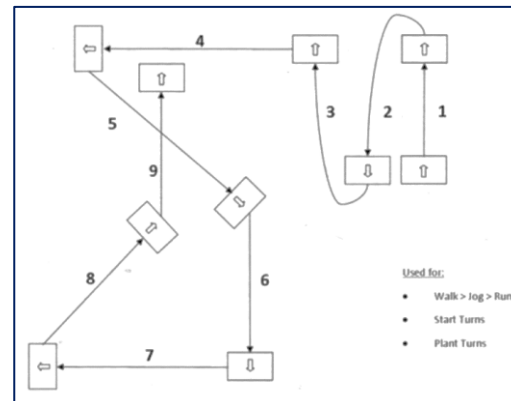 4
3
2
1
5
9
6
8
7
Used for:
• Walk > Jog > Run
• Start Turns
• Plant Turns